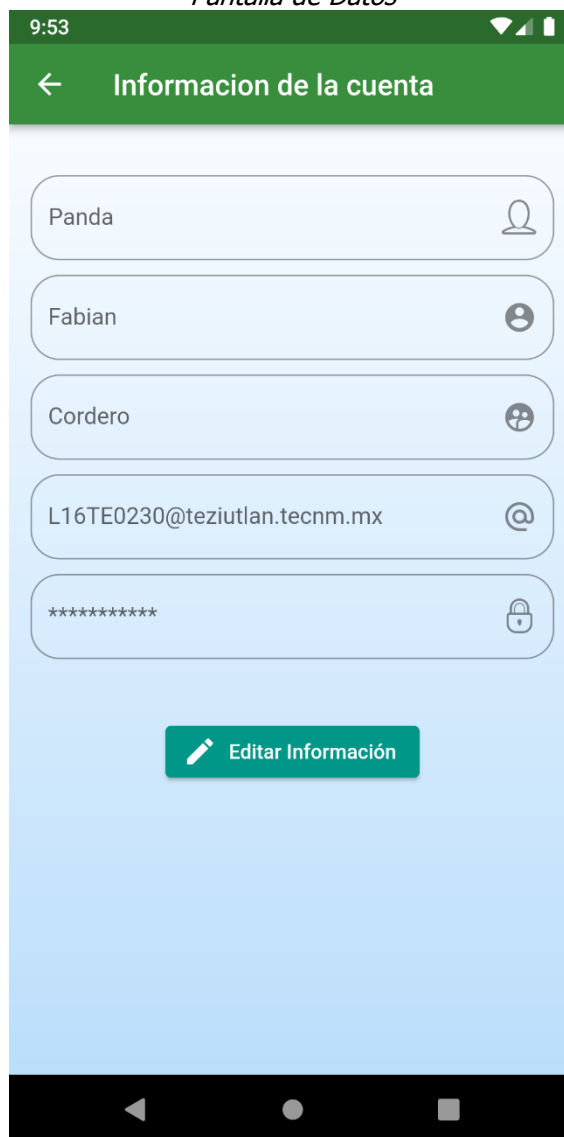 Pantalla de Datos
9:53
Informacion de la cuenta
Panda
Fabian
Cordero
L16TE0230@teziutlan.tecnm.mx
***********
Editar Información